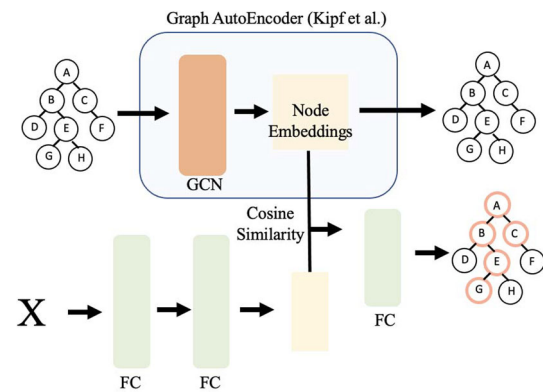 Graph AutoEncoder (Kipf et al.)
A
B
C
D
E
F
G
H
GCN
Node
Embeddings
A
B
C
D
E
F
G
H
Cosine
Similarity
X
FC
FC
FC
A
B
C
D
E
F
G
H